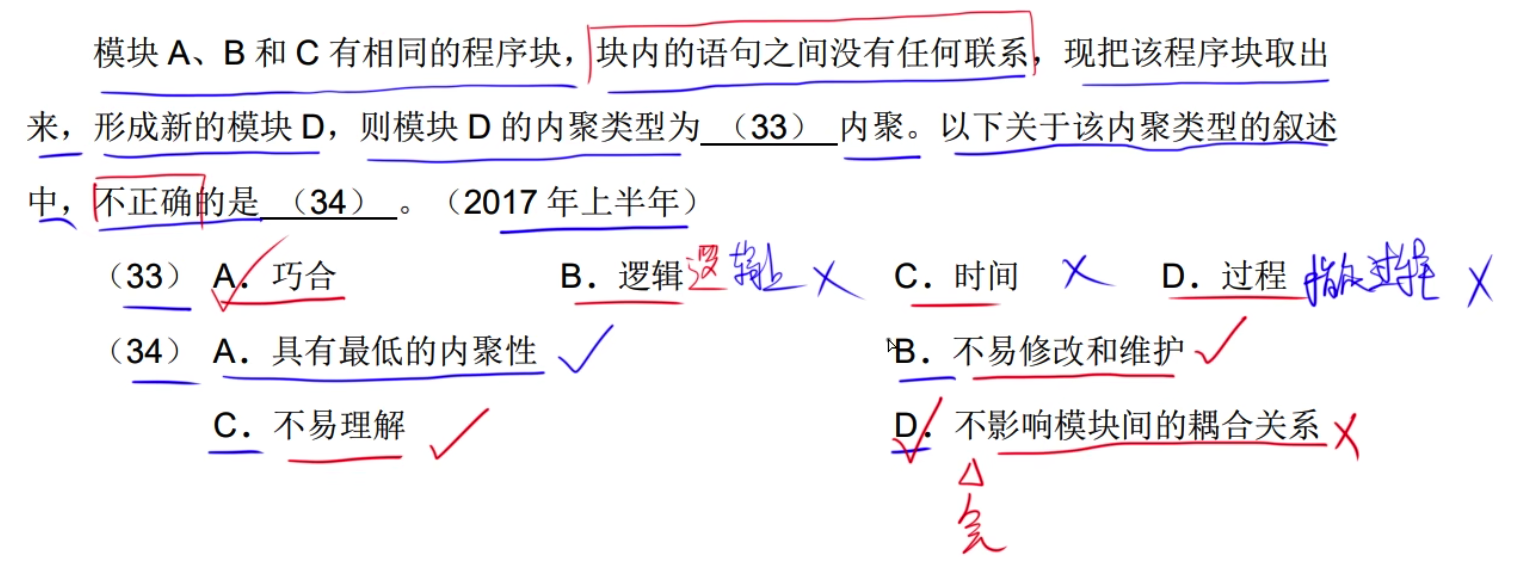 模块 A、B 和 C 有相同的程序块，块内的语句之间没有任何联系，现把该程序块取出
来，形成新的模块 D，则模块 D 的内聚类型为 （33） 内聚。以下关于该内聚类型的叙述
中，不正确的是 （34） 。（2017 年上半年）
（33） A．巧合 B．逻辑 逻辑上 C．时间 D．过程
（34） A．具有最低的内聚性 B．不易修改和维护
C．不易理解 D．不影响模块间的耦合关系
会